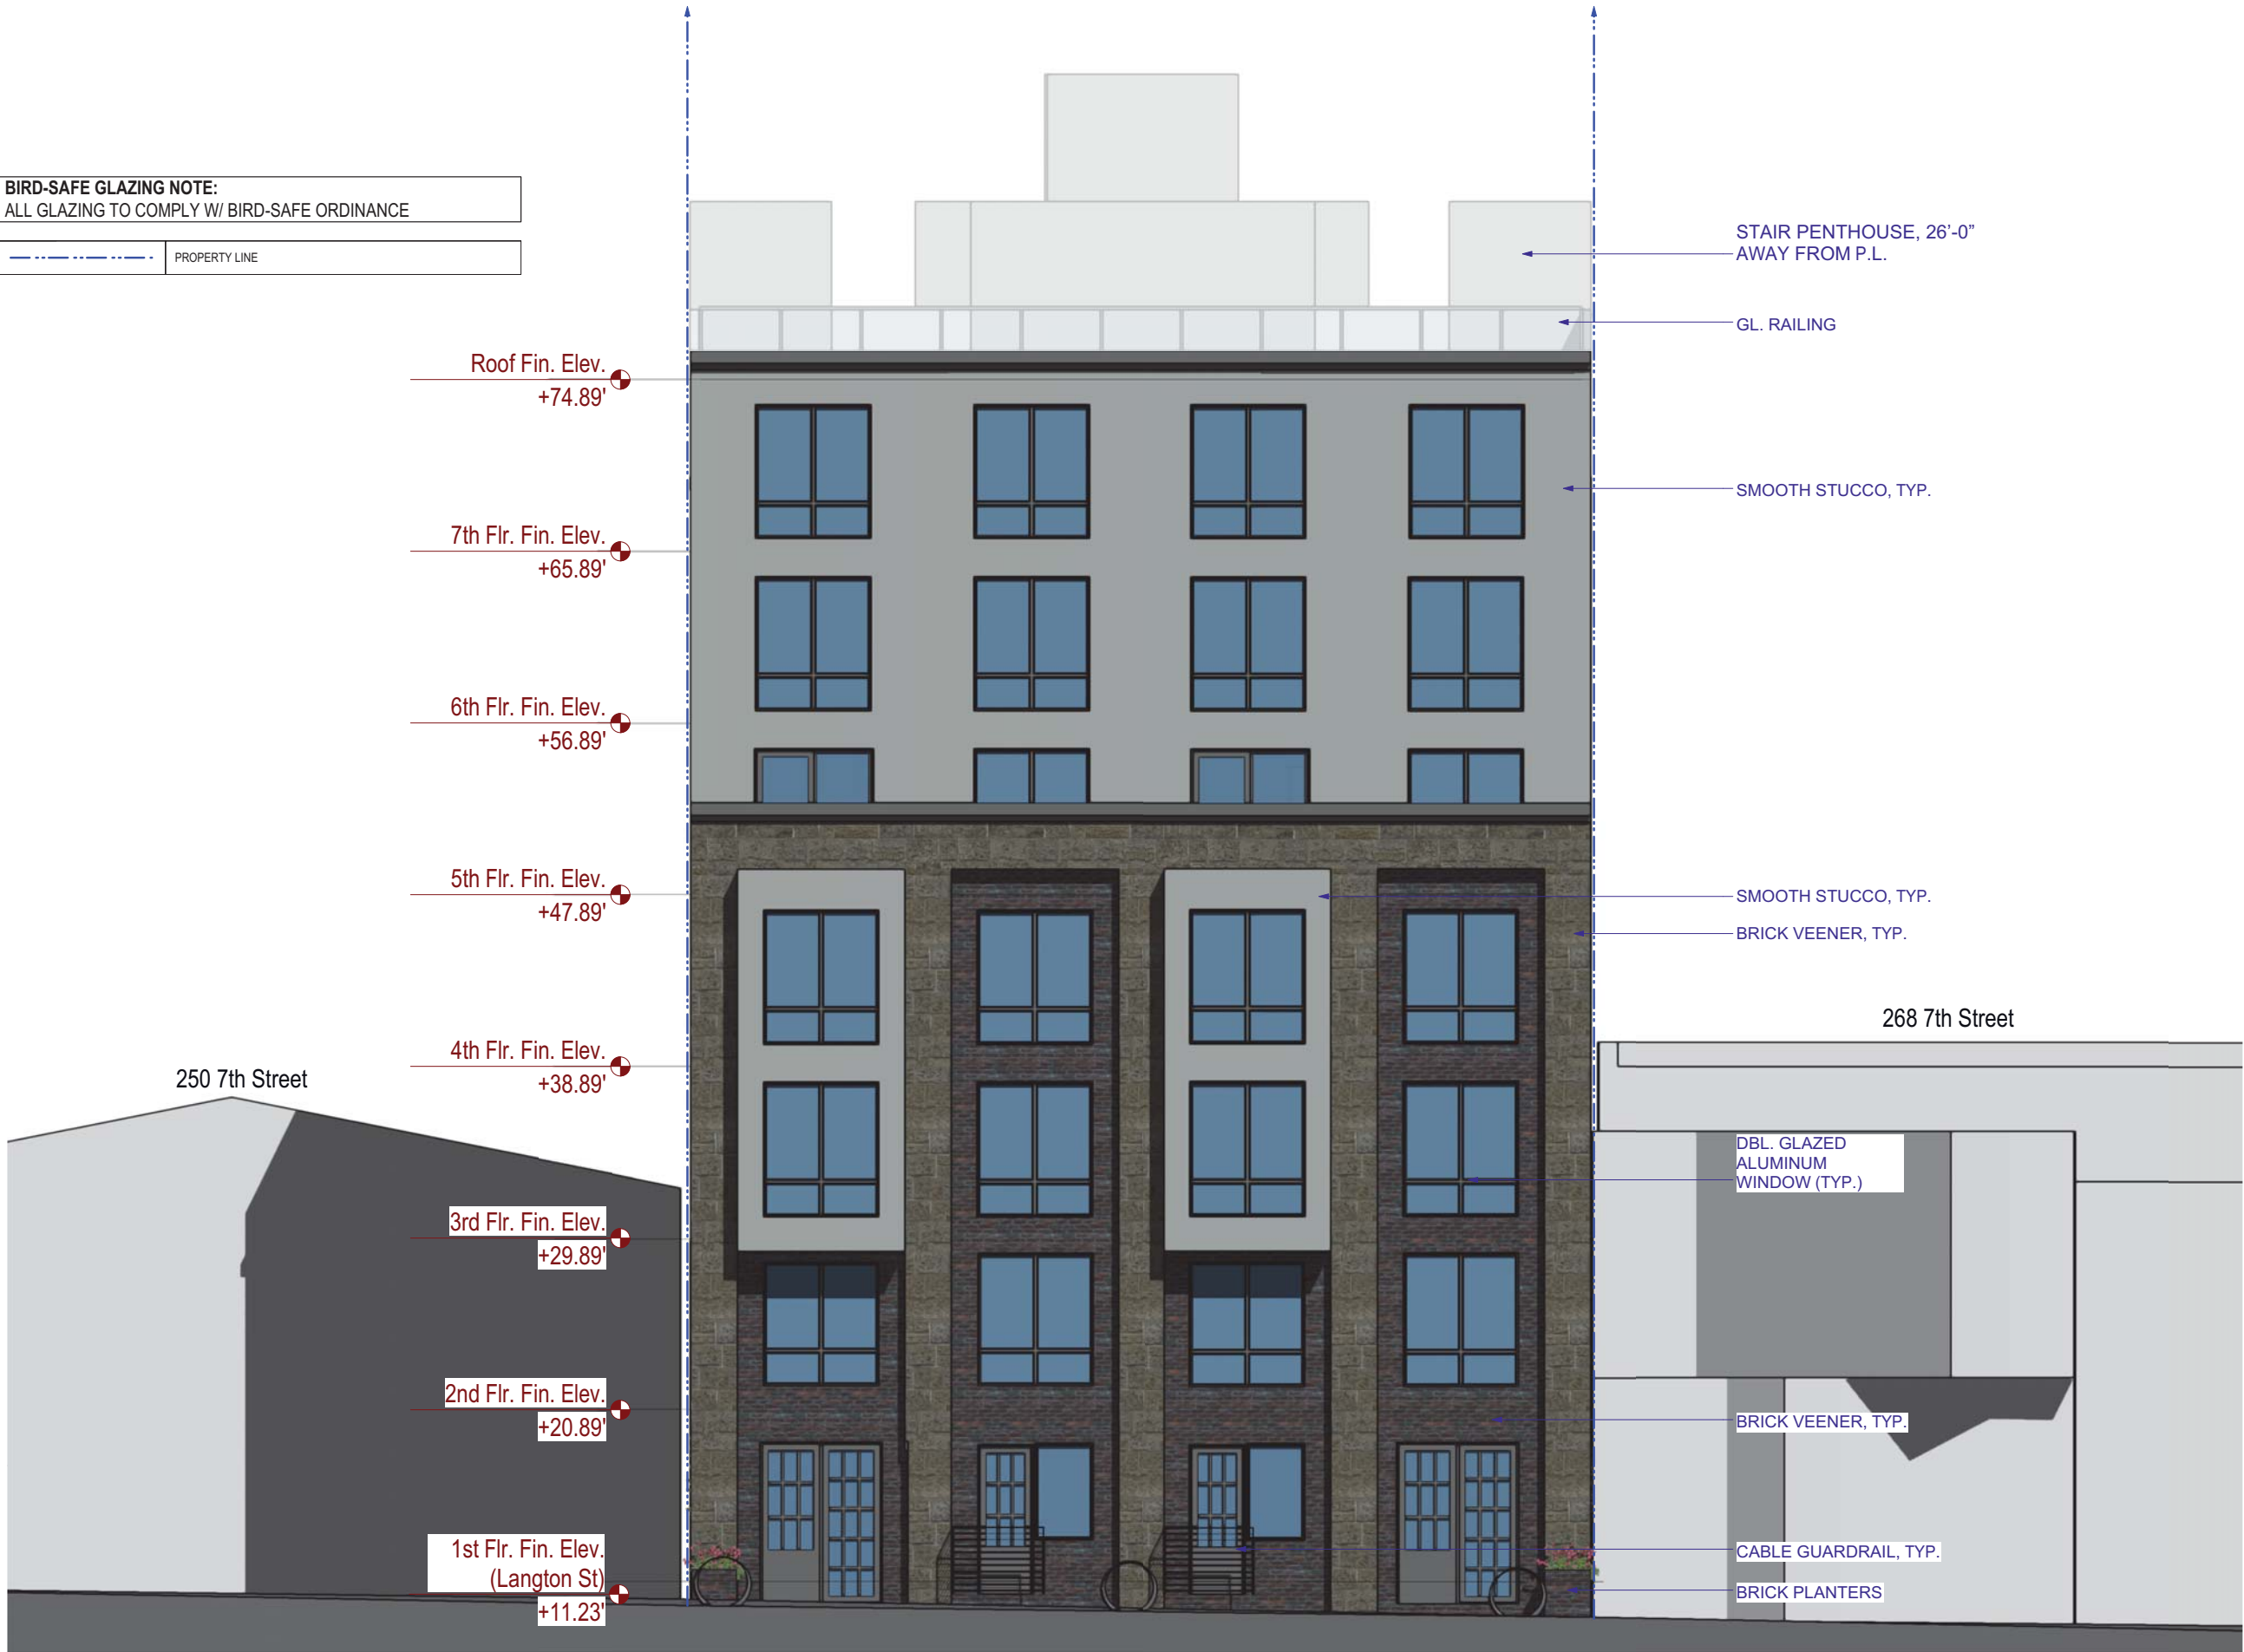 BIRD-SAFE GLAZING NOTE:
ALL GLAZING TO COMPLY W/ BIRD-SAFE ORDINANCE
PROPERTY LINE
STAIR PENTHOUSE, 26’-0”
AWAY FROM P.L.
GL. RAILING
Roof Fin. Elev.
+74.89'
SMOOTH STUCCO, TYP.
7th Flr. Fin. Elev.
+65.89'
6th Flr. Fin. Elev.
+56.89'
5th Flr. Fin. Elev.
+47.89'
SMOOTH STUCCO, TYP.
BRICK VEENER, TYP.
268 7th Street
4th Flr. Fin. Elev.
+38.89'
250 7th Street
DBL. GLAZED
ALUMINUM
WINDOW (TYP.)
3rd Flr. Fin. Elev.
+29.89'
2nd Flr. Fin. Elev.
+20.89'
BRICK VEENER, TYP.
1st Flr. Fin. Elev.
(Langton St)
+11.23'
CABLE GUARDRAIL, TYP.
BRICK PLANTERS